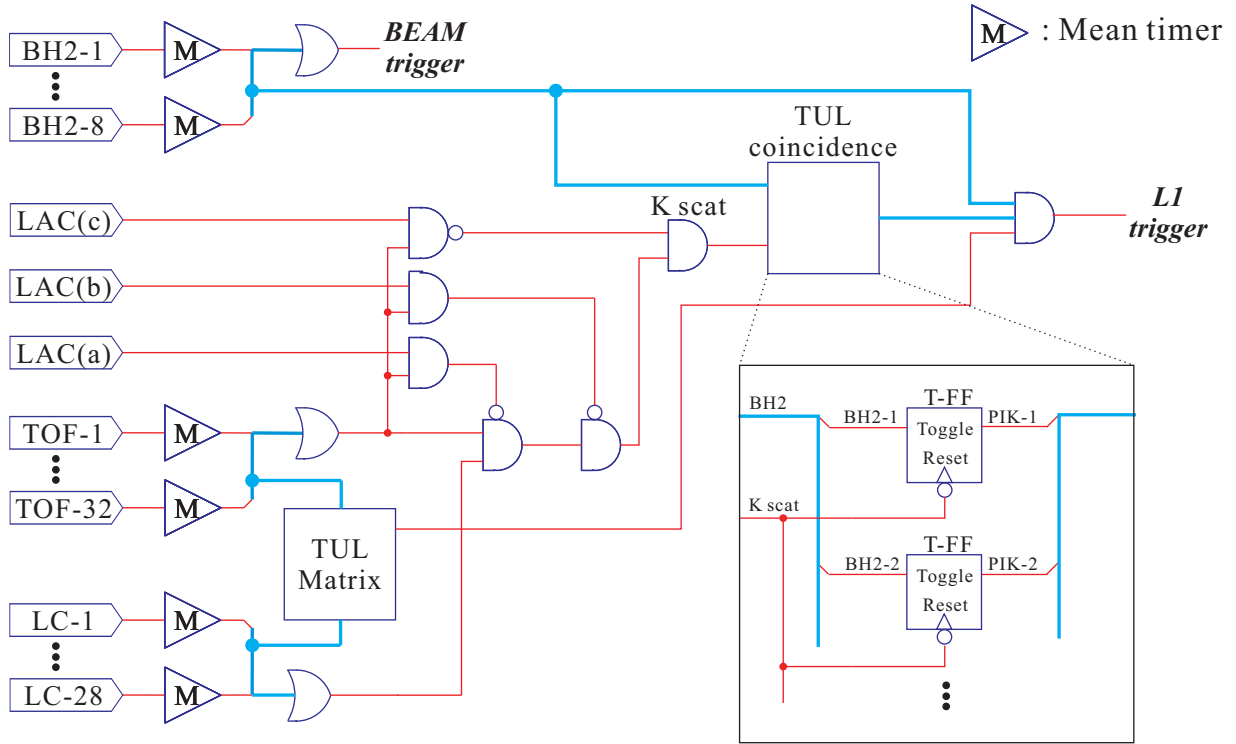 BH2-1
M
BEAM
trigger
M : Mean timer
BH2-8
M
TUL
coincidence
LAC(c)
K scat
L1
trigger
LAC(b)
LAC(a)
TOF-1
M
TOF-32
M
TUL
Matrix
LC-1
M
LC-28
M
BH2
BH2-1
T-FF
Toggle
Reset
PIK-1
K scat
BH2-2
T-FF
Toggle
Reset
PIK-2